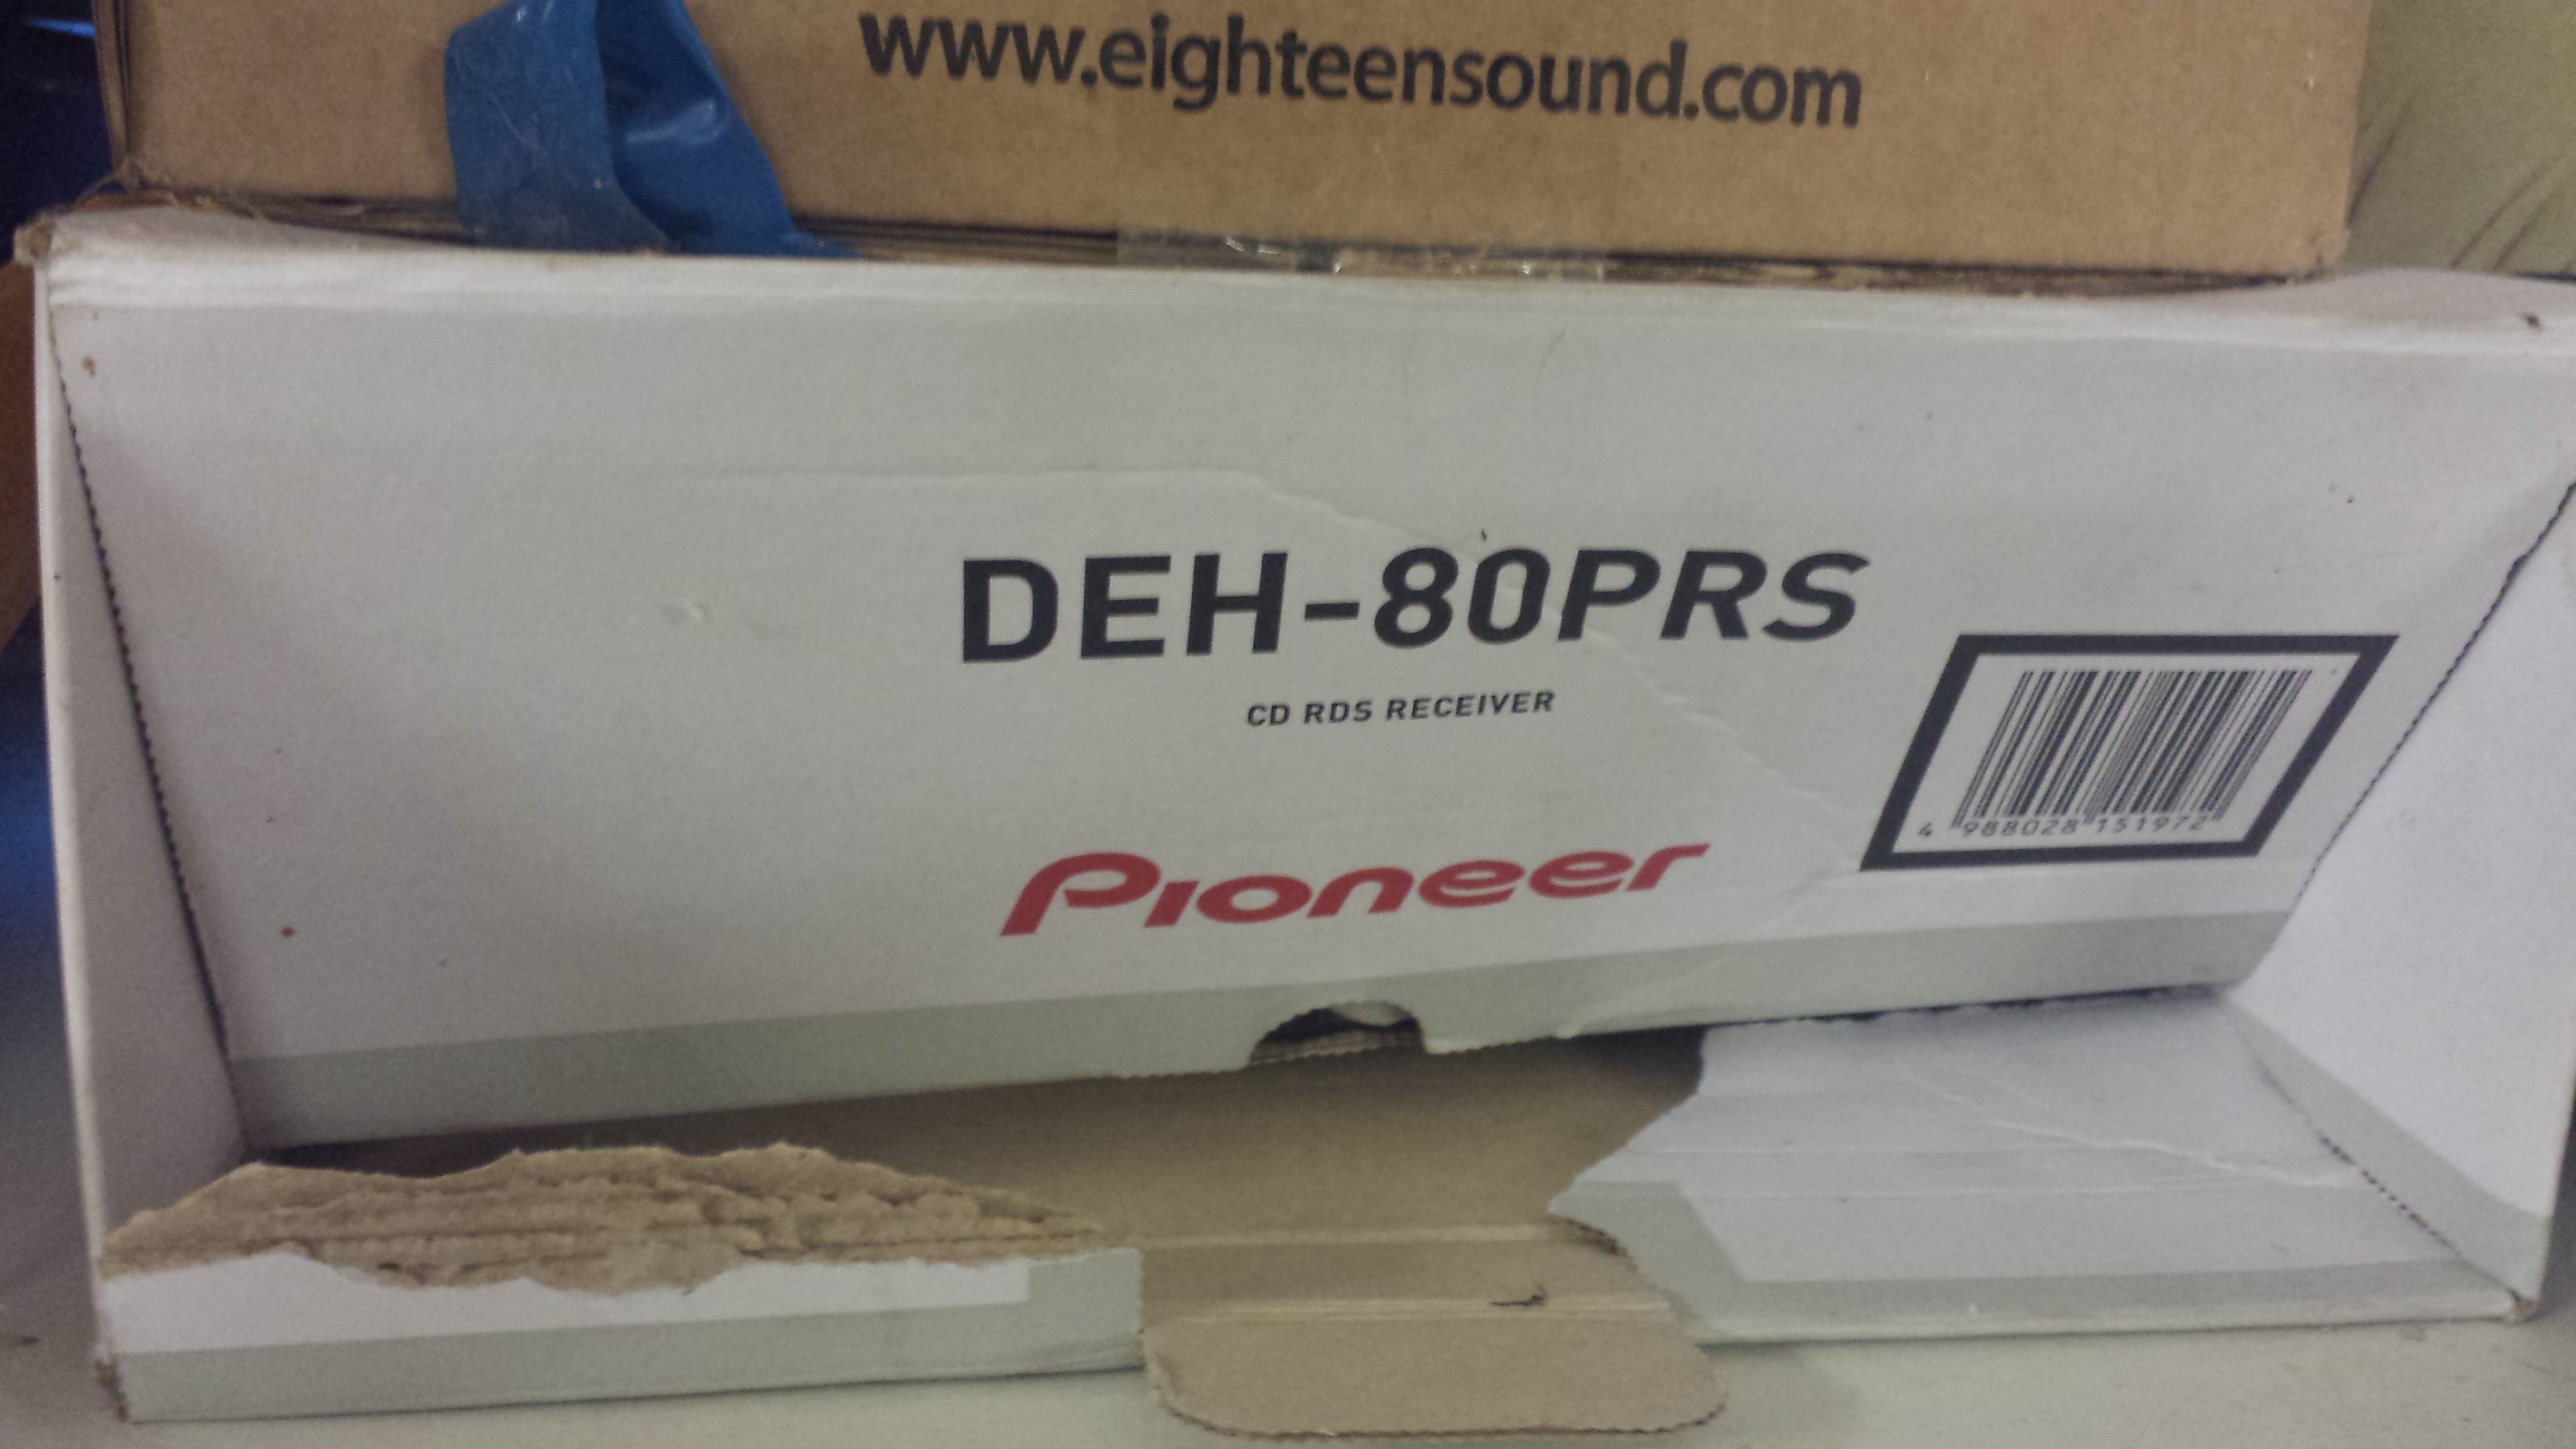 www.eighteensound.com
DEH-80PRS
CD RDS RECEIVER
4 988028 151972
Pioneer